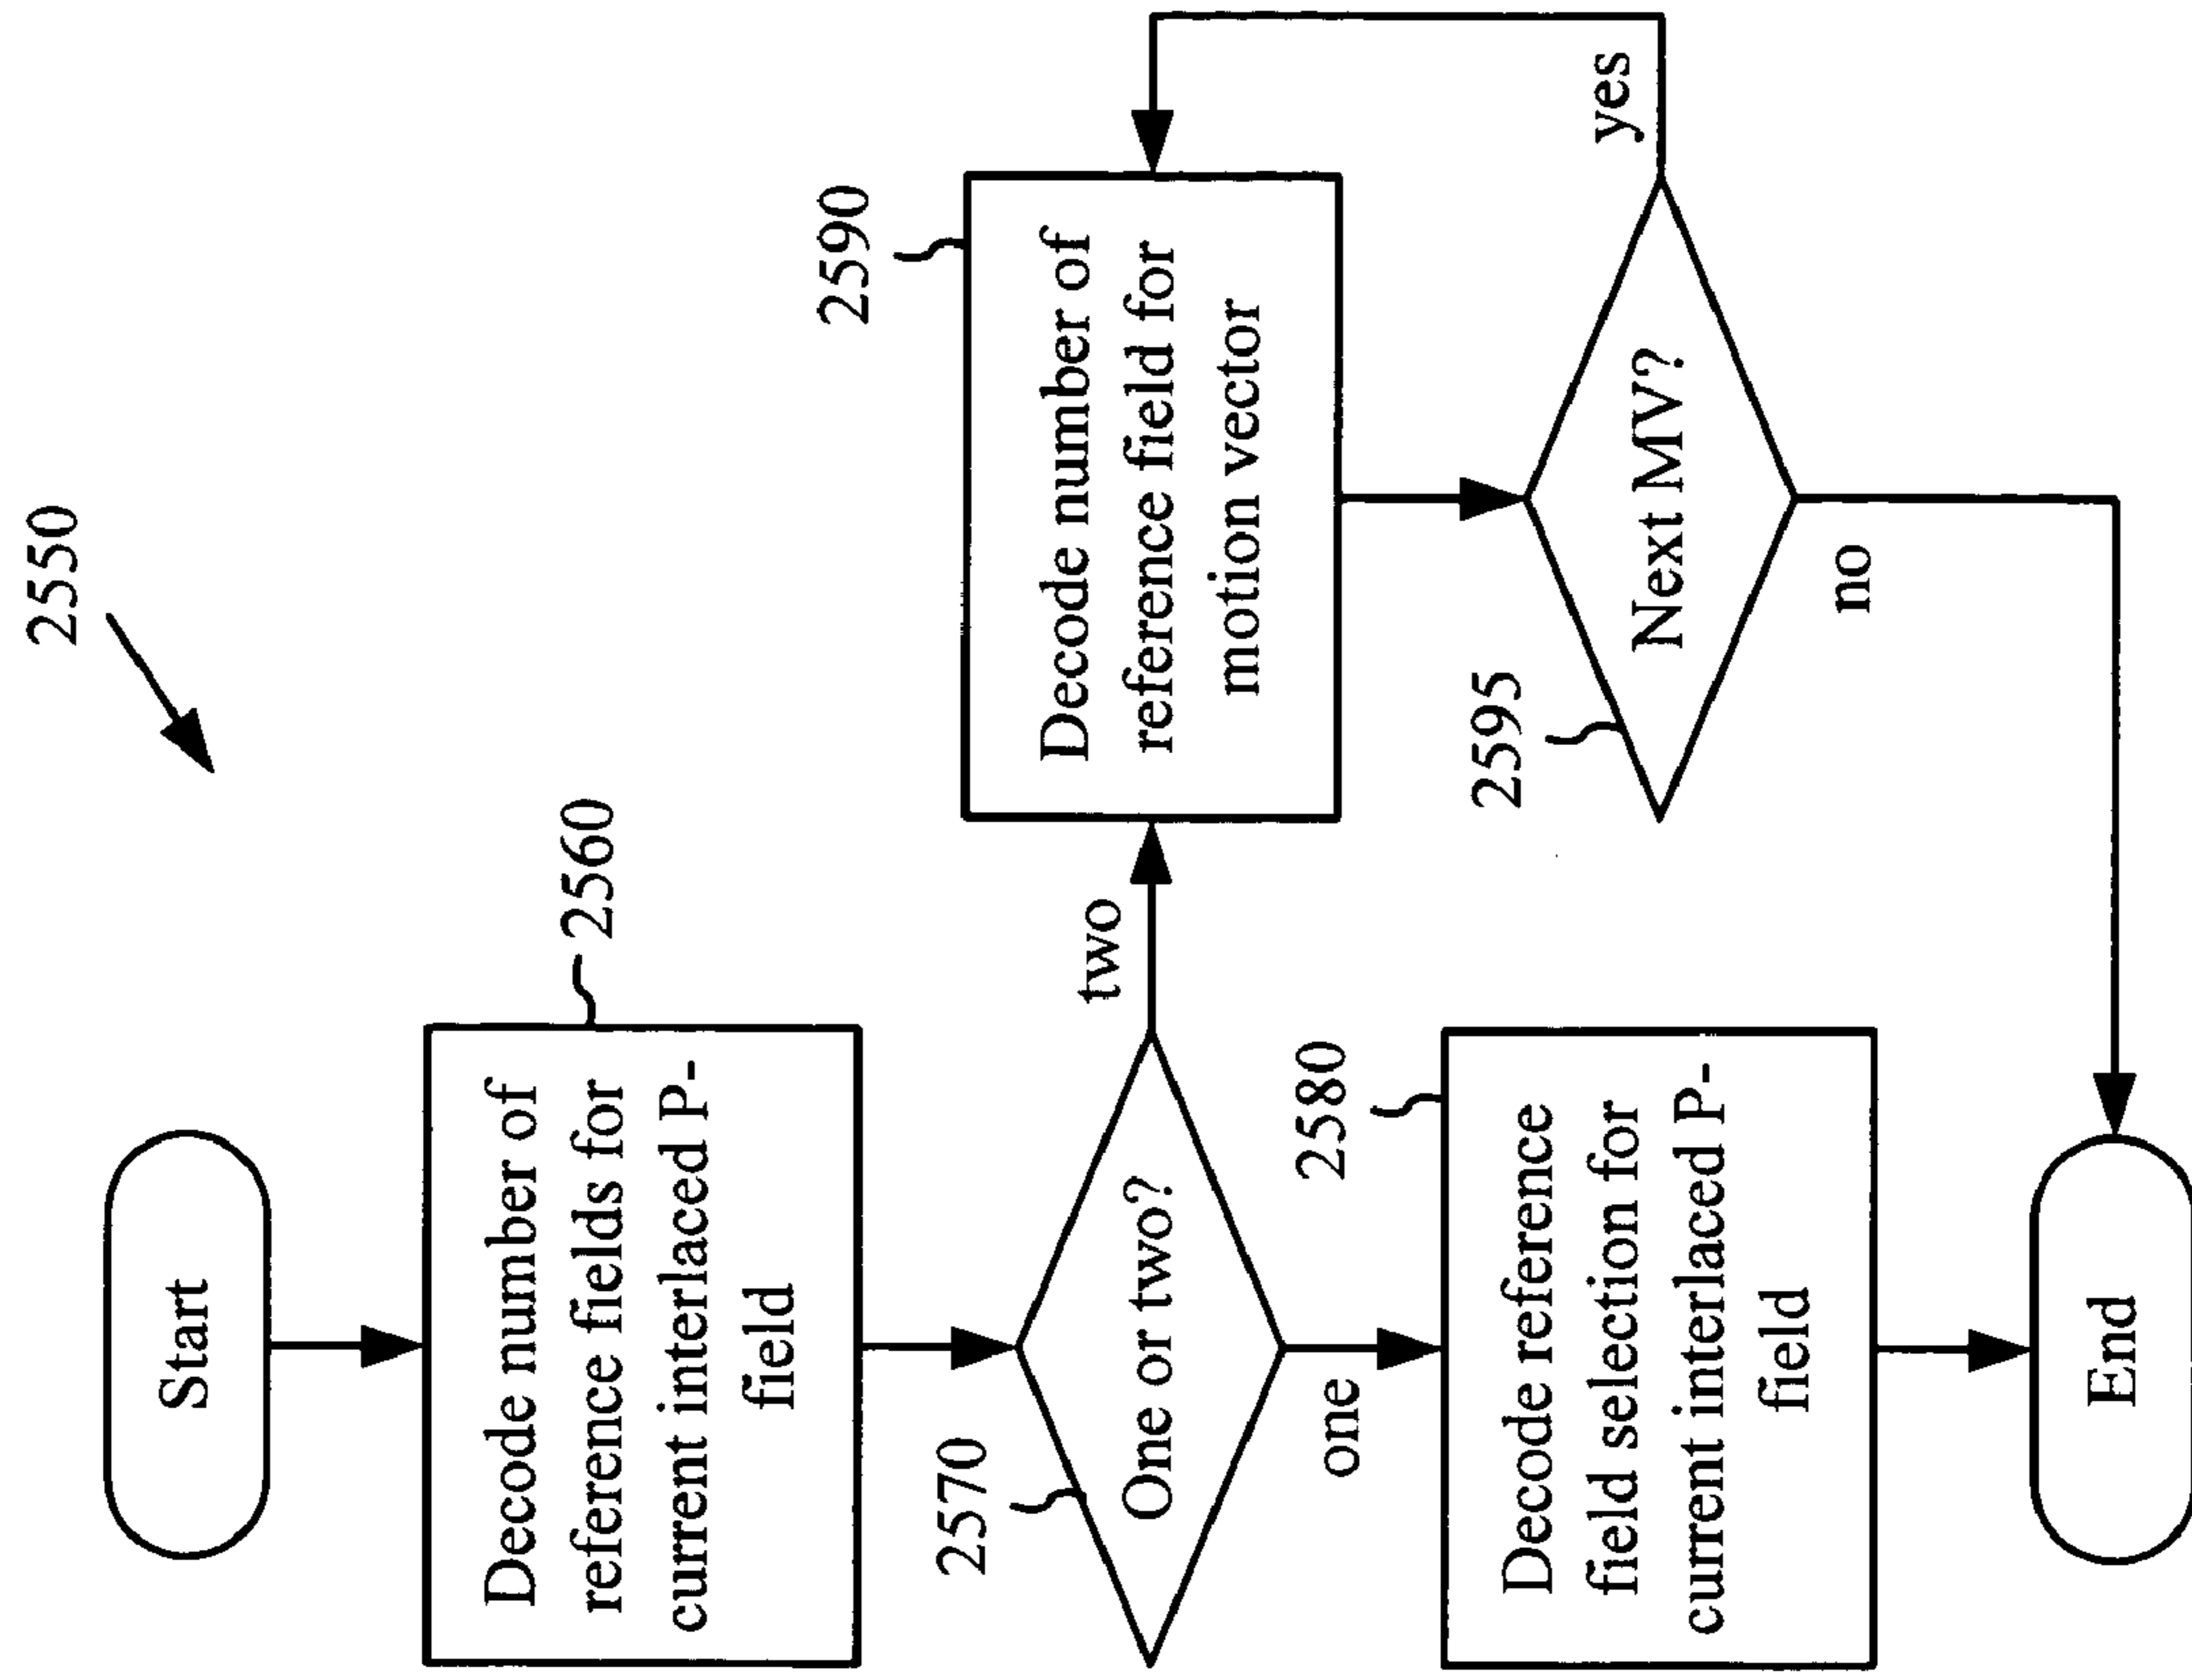 2550
Start
2560
Decode number of
reference fields for
current interlaced P-
field
2570
One or two?
two
one
2580
Decode reference
field selection for
current interlaced P-
field
2590
Decode number of
reference field for
motion vector
2595
Next MV?
yes
no
End